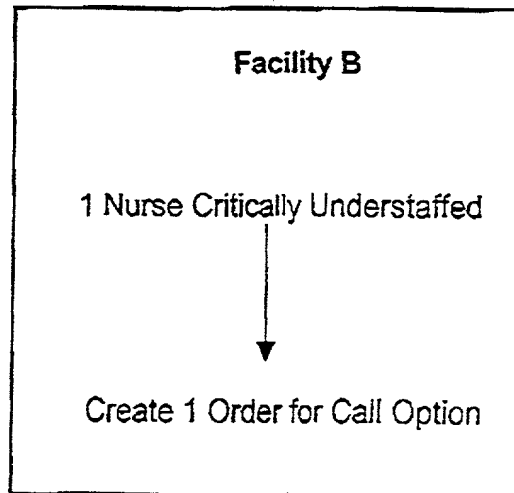 Facility B
1 Nurse Critically Understaffed
Create 1 Order for Call Option